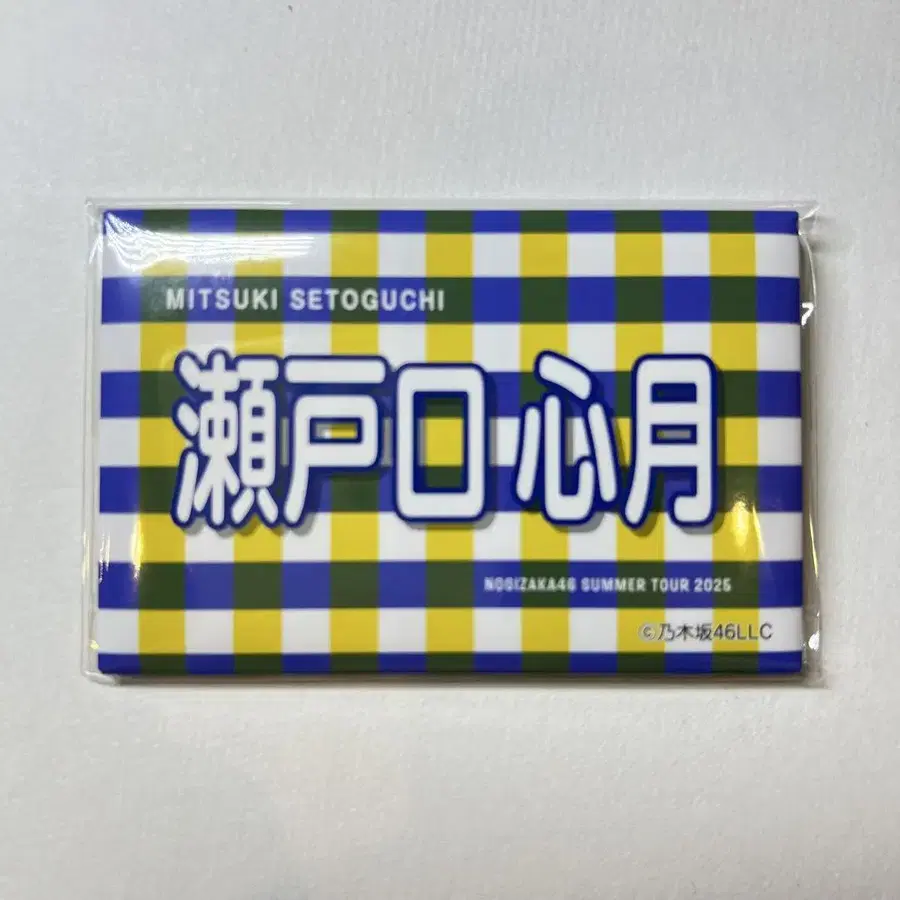 MITSUKI SETOGUCHI
瀬戸口心月
NOGIZAKA46 SUMMER TOUR 2025
©乃木坂46LLC